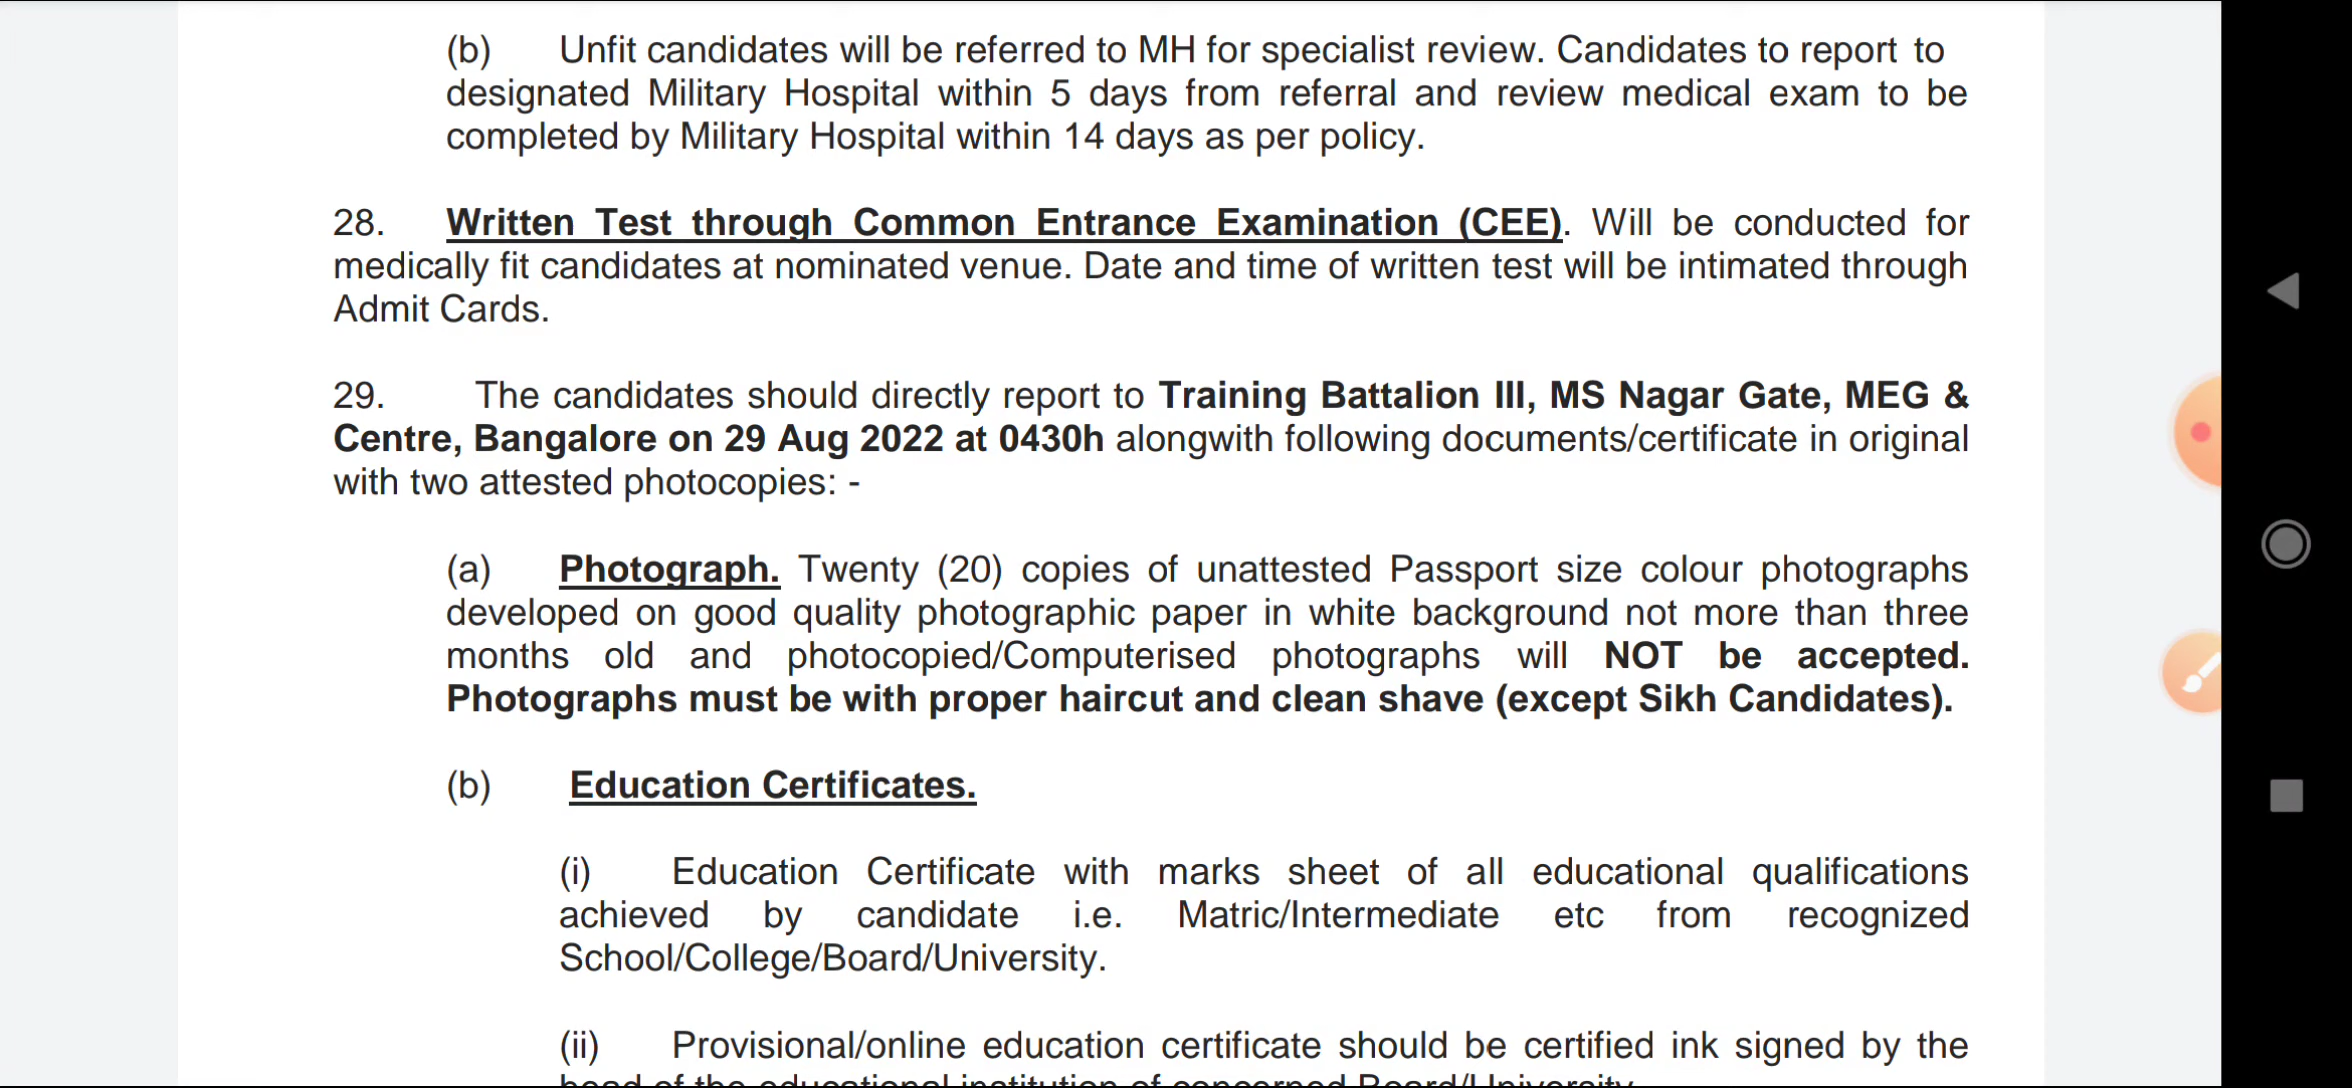 (b) Unfit candidates will be referred to MH for specialist review. Candidates to report to
designated Military Hospital within 5 days from referral and review medical exam to be
completed by Military Hospital within 14 days as per policy.
28. Written Test through Common Entrance Examination (CEE). Will be conducted for
medically fit candidates at nominated venue. Date and time of written test will be intimated through
Admit Cards.
29. The candidates should directly report to Training Battalion III, MS Nagar Gate, MEG &
Centre, Bangalore on 29 Aug 2022 at 0430h alongwith following documents/certificate in original
with two attested photocopies: -
(a) Photograph. Twenty (20) copies of unattested Passport size colour photographs
developed on good quality photographic paper in white background not more than three
months old and photocopied/Computerised photographs will NOT be accepted.
Photographs must be with proper haircut and clean shave (except Sikh Candidates).
(b) Education Certificates.
(i) Education Certificate with marks sheet of all educational qualifications
achieved by candidate i.e. Matric/Intermediate etc from recognized
School/College/Board/University.
(ii) Provisional/online education certificate should be certified ink signed by the
head of the educational institution of concerned Board/University